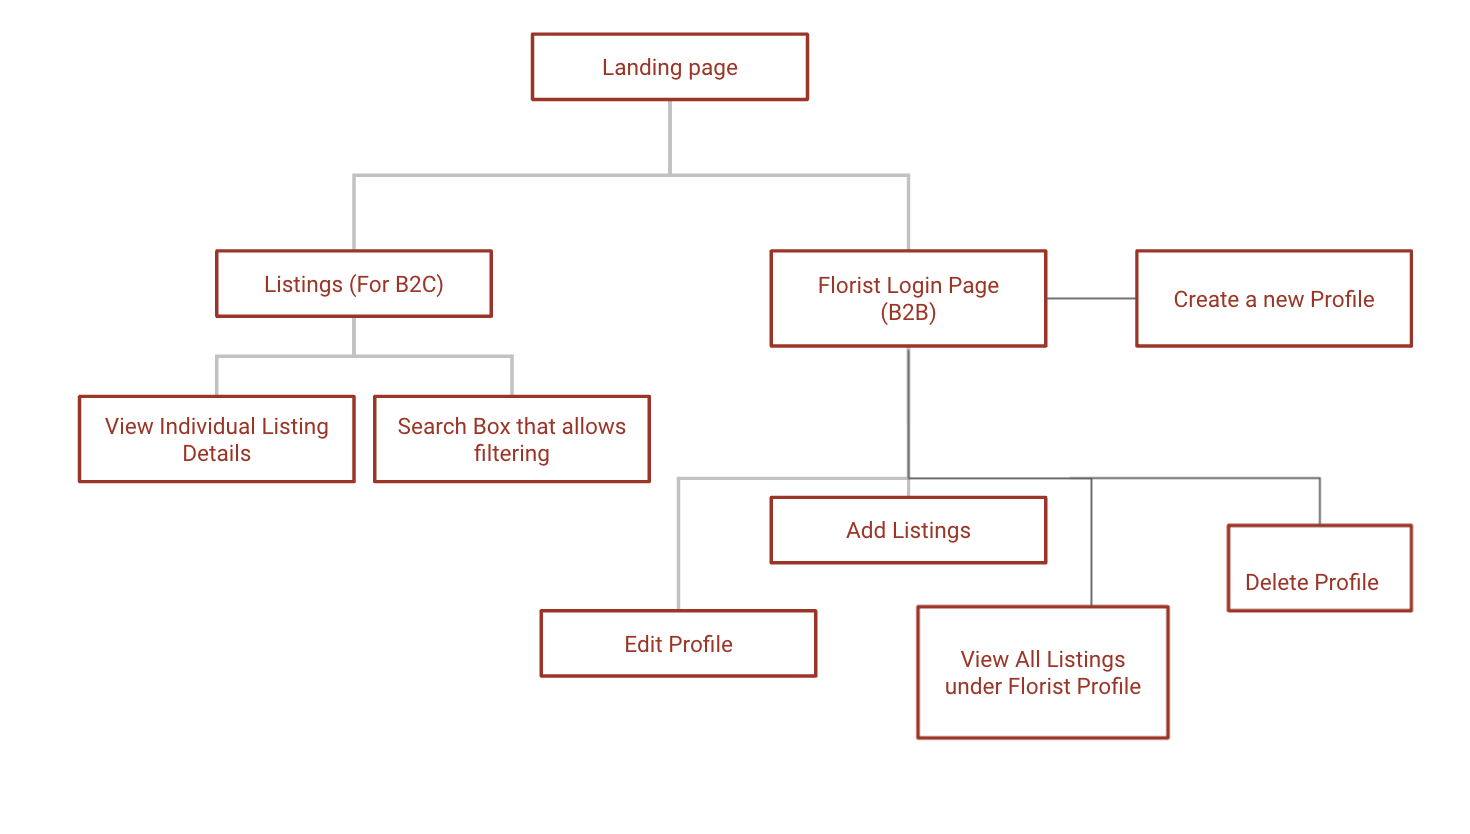 Landing page
Listings (For B2C)
Florist Login Page
(B2B)
Create a new Profile
View Individual Listing
Details
Search Box that allows
filtering
Add Listings
Delete Profile
Edit Profile
View All Listings
under Florist Profile